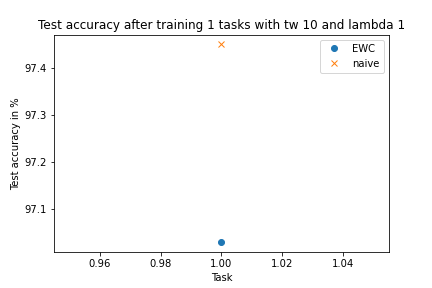 Test accuracy after training 1 tasks with tw 10 and lambda 1
EWC
naive
Test accuracy in %
97.4
97.3
97.2
97.1
0.96 0.98 1.00 1.02 1.04
Task